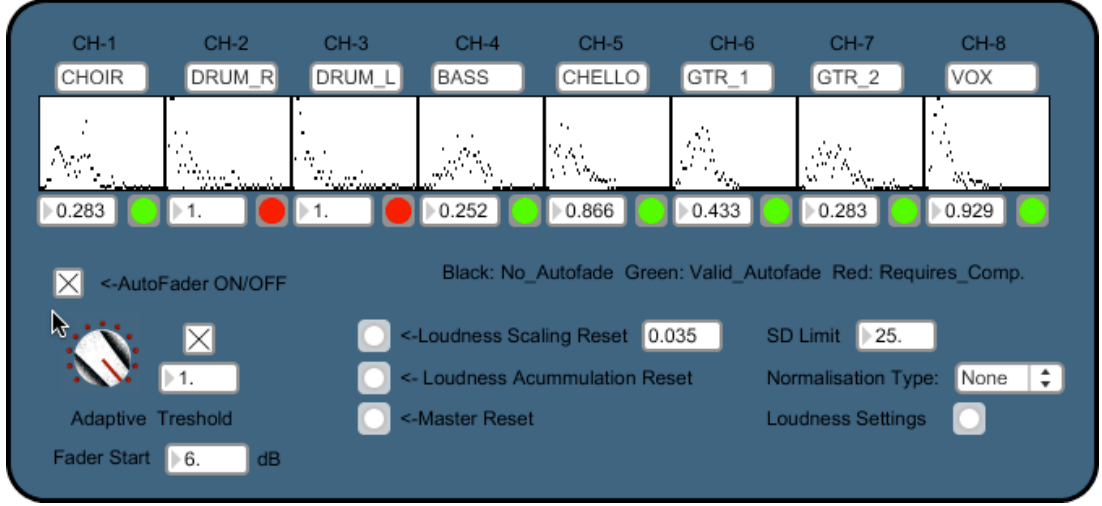 CH-1 CH-2 CH-3 CH-4 CH-5 CH-6 CH-7 CH-8
CHOIR DRUM_R DRUM_L BASS CHELLO GTR_1 GTR_2 VOX
0.283 1. 1. 0.252 0.866 0.433 0.283 0.929
<-AutoFader ON/OFF
Black: No_Autofade Green: Valid_Autofade Red: Requires_Comp.
<-Loudness Scaling Reset 0.035 SD Limit 25.
1. <- Loudness Acummulation Reset Normalisation Type: None
Adaptive Treshold <-Master Reset Loudness Settings
Fader Start 6. dB